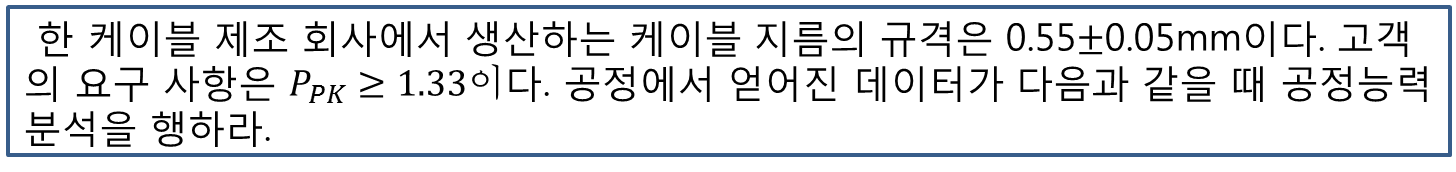 한 케이블 제조 회사에서 생산하는 케이블 지름의 규격은 0.55±0.05mm이다. 고객
의 요구 사항은 P_PK ≥ 1.33이다. 공정에서 얻어진 데이터가 다음과 같을 때 공정능력
분석을 행하라.